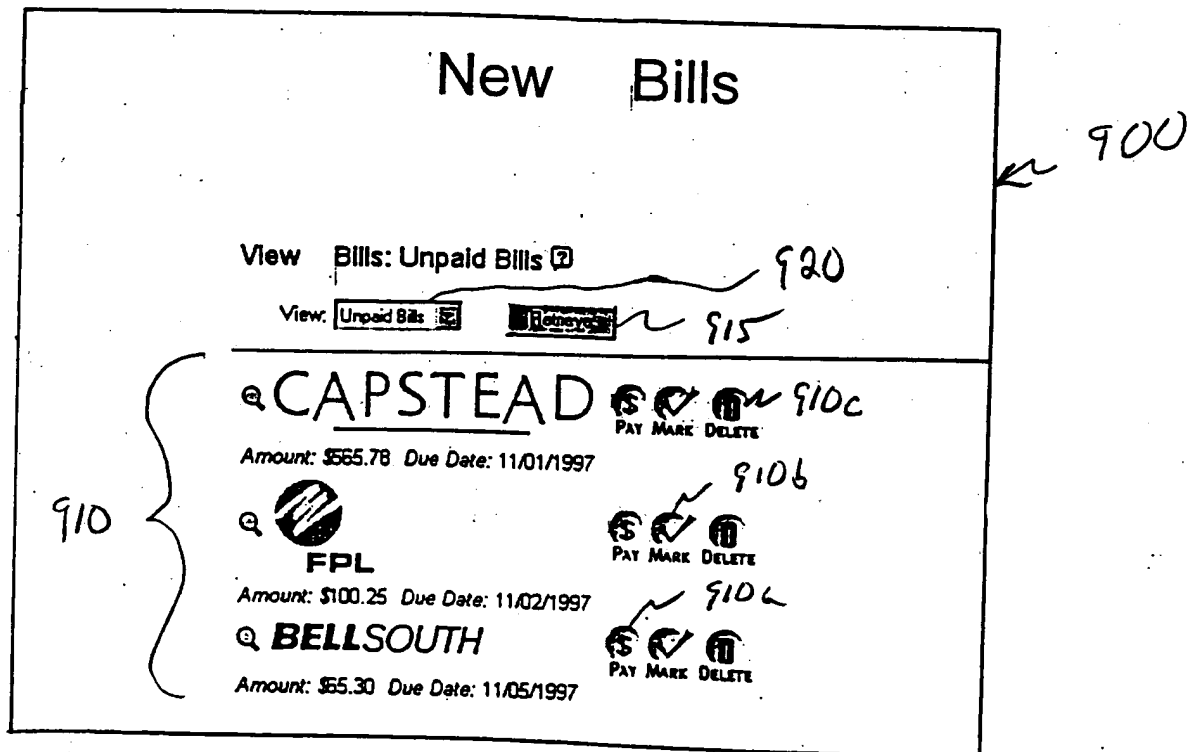 New Bills
900
View Bills: Unpaid Bills ?
920
View: Unpaid Bills Retrieve
915
CAPSTEAD
PAY MARK DELETE
910c
Amount: $565.78 Due Date: 11/01/1997
910b
910
FPL
PAY MARK DELETE
Amount: $100.25 Due Date: 11/02/1997
910a
BELLSOUTH
PAY MARK DELETE
Amount: $65.30 Due Date: 11/05/1997